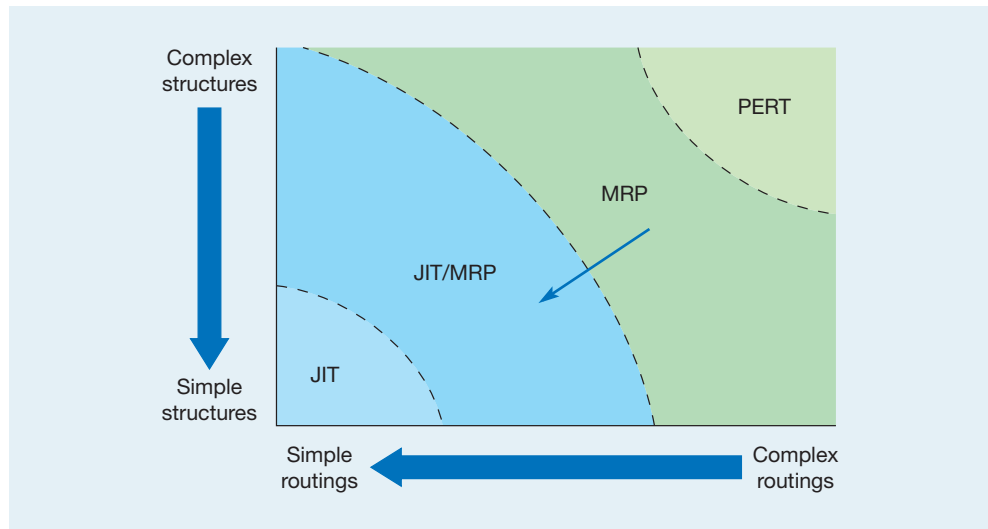 Complex
structures
PERT
MRP
JIT/MRP
JIT
Simple
structures
Simple
routings
Complex
routings